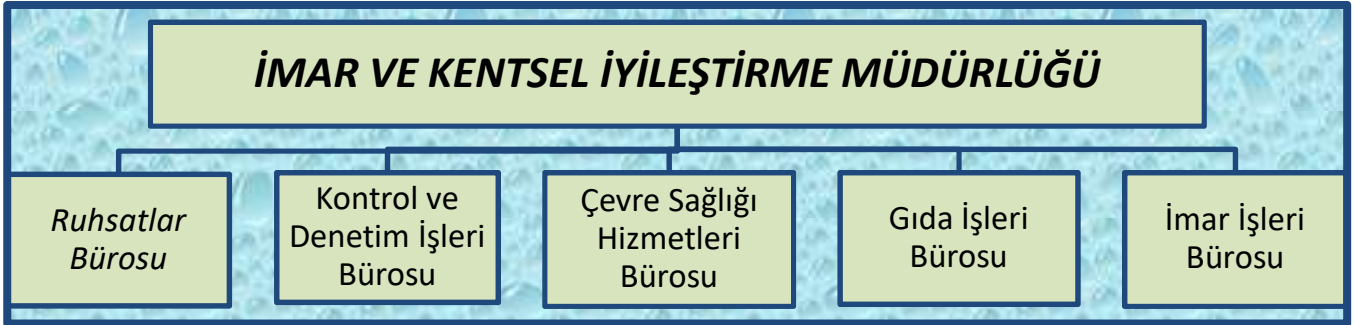 İMAR VE KENTSEL İYİLEŞTİRME MÜDÜRLÜĞÜ
Ruhsatlar
Bürosu
Kontrol ve
Denetim İşleri
Bürosu
Çevre Sağlığı
Hizmetleri
Bürosu
Gıda İşleri
Bürosu
İmar İşleri
Bürosu